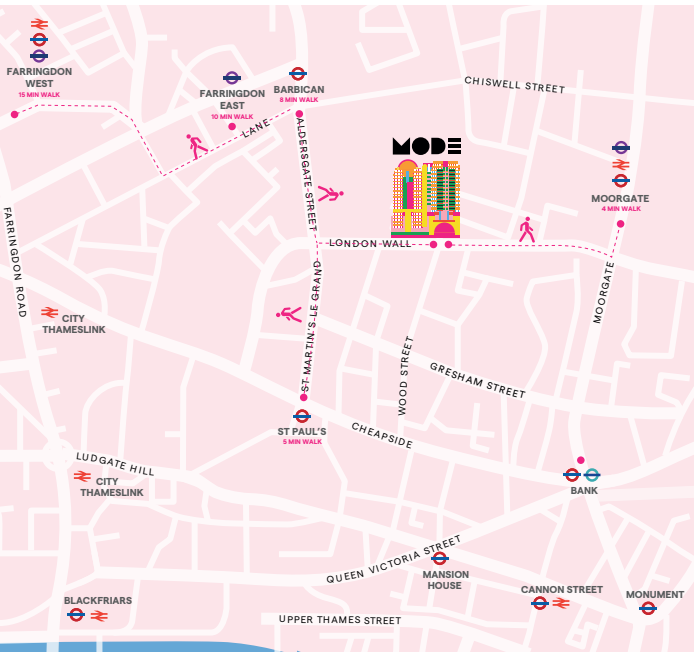 FARRINGDON
WEST
15 MIN WALK
FARRINGDON
EAST
10 MIN WALK
BARBICAN
8 MIN WALK
LANE
CHISWELL STREET
ALDERSGATE STREET
MODE
MOORGATE
4 MIN WALK
FARRINGDON ROAD
LONDON WALL
MOORGATE
CITY
THAMESLINK
ST MARTIN'S LE GRAND
WOOD STREET
GRESHAM STREET
ST PAUL'S
5 MIN WALK
CHEAPSIDE
LUDGATE HILL
CITY
THAMESLINK
BANK
QUEEN VICTORIA STREET
MANSION
HOUSE
CANNON STREET
MONUMENT
BLACKFRIARS
UPPER THAMES STREET